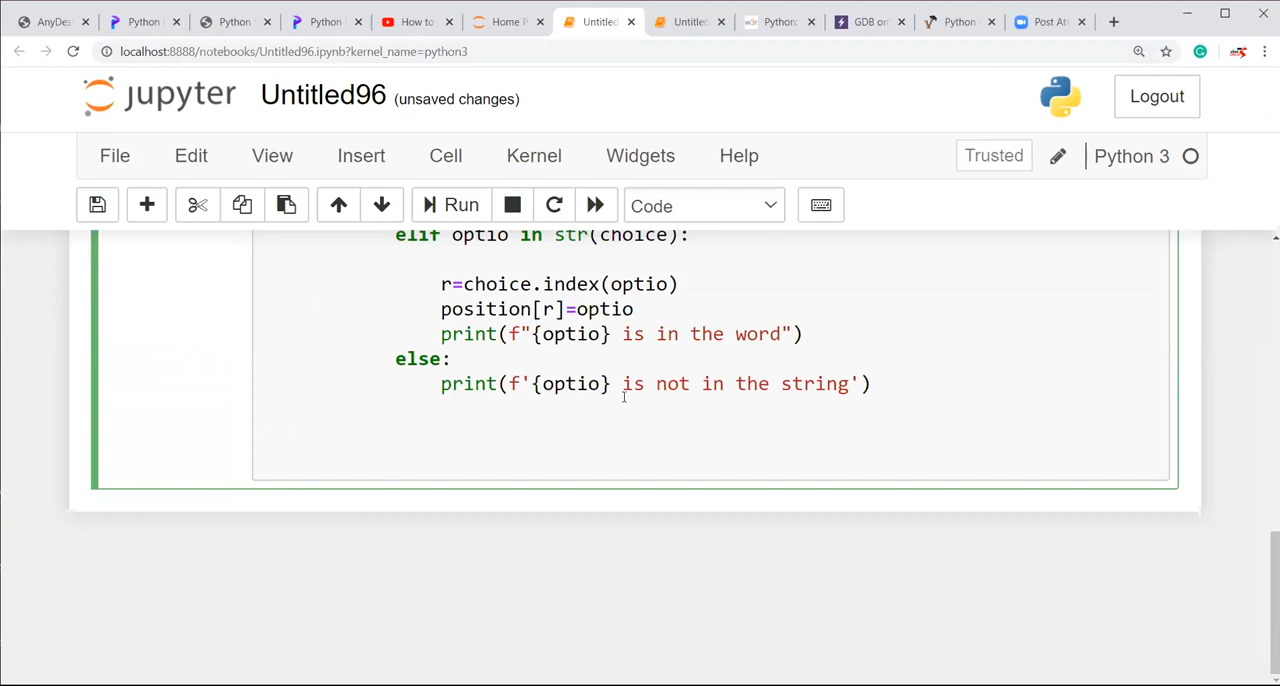 AnyDes
Python
Python
Python
How to
Home P
Untitled
Untitle
w3r Python
GDB on
Python
Post Att
localhost:8888/notebooks/Untitled96.ipynb?kernel_name=python3
jupyter Untitled96 (unsaved changes)
Logout
File Edit View Insert Cell Kernel Widgets Help
Trusted Python 3
Run Code
elif optio in str(choice):
r=choice.index(optio)
position[r]=optio
print(f"{optio} is in the word")
else:
print(f'{optio} is not in the string')